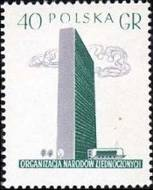 40 POLSKA GR
ORGANIZACJA NARODÓW ZJEDNOCZONYCH